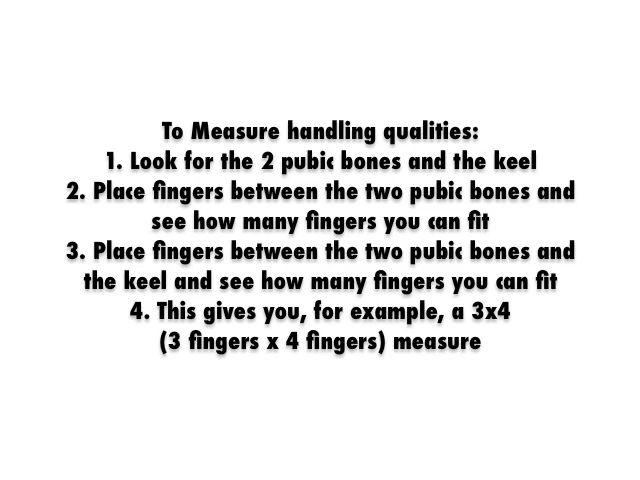 To Measure handling qualities:
1. Look for the 2 pubic bones and the keel
2. Place fingers between the two pubic bones and
see how many fingers you can fit
3. Place fingers between the two pubic bones and
the keel and see how many fingers you can fit
4. This gives you, for example, a 3x4
(3 fingers x 4 fingers) measure